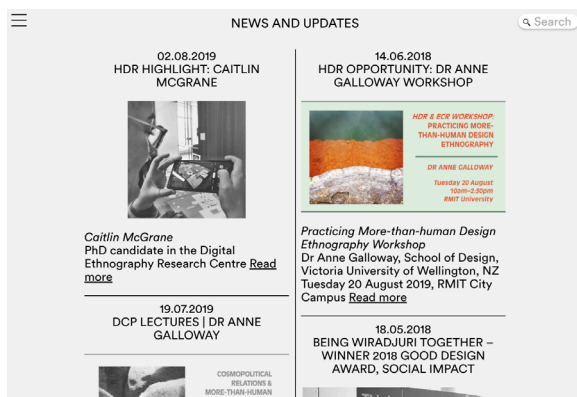 NEWS AND UPDATES
Search
02.08.2019
HDR HIGHLIGHT: CAITLIN
MCGRANE
Caitlin McGrane
PhD candidate in the Digital
Ethnography Research Centre Read
more
19.07.2019
DCP LECTURES | DR ANNE
GALLOWAY
COSMOPOLITICAL
RELATIONS &
MORE-THAN-HUMAN
14.06.2018
HDR OPPORTUNITY: DR ANNE
GALLOWAY WORKSHOP
HDR & ECR WORKSHOP:
PRACTICING MORE-
THAN-HUMAN DESIGN
ETHNOGRAPHY
DR ANNE GALLOWAY
Tuesday 20 August
10am–2:30pm
RMIT University
Practicing More-than-human Design
Ethnography Workshop
Dr Anne Galloway, School of Design,
Victoria University of Wellington, NZ
Tuesday 20 August 2019, RMIT City
Campus Read more
18.05.2018
BEING WIRADJURI TOGETHER –
WINNER 2018 GOOD DESIGN
AWARD, SOCIAL IMPACT